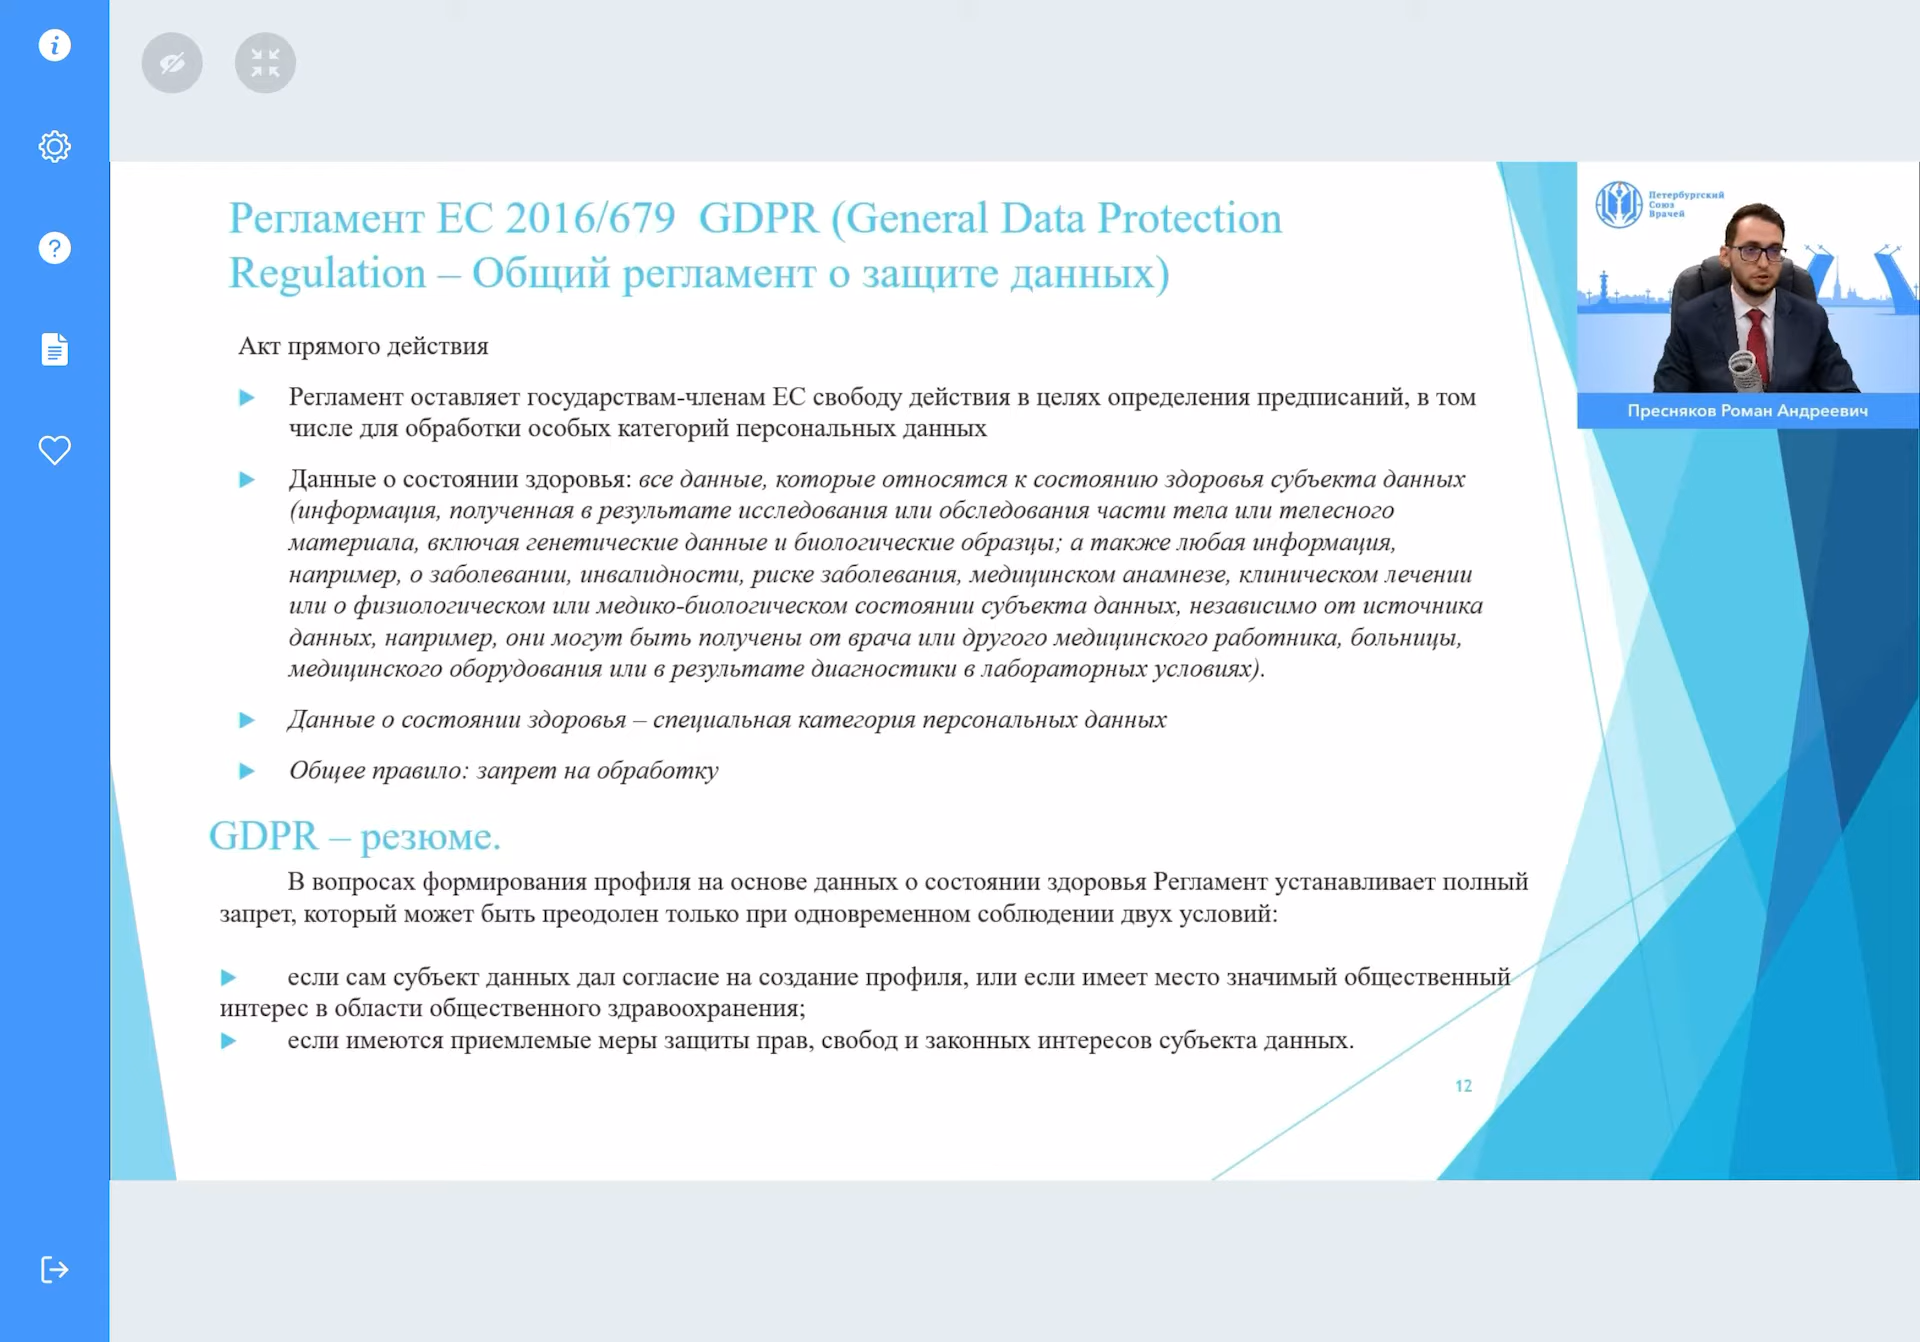 Регламент ЕС 2016/679 GDPR (General Data Protection
Regulation – Общий регламент о защите данных)
Петербургский
Союз
Врачей
Пресняков Роман Андреевич
Акт прямого действия
Регламент оставляет государствам-членам ЕС свободу действия в целях определения предписаний, в том
числе для обработки особых категорий персональных данных
Данные о состоянии здоровья: все данные, которые относятся к состоянию здоровья субъекта данных
(информация, полученная в результате исследования или обследования части тела или телесного
материала, включая генетические данные и биологические образцы; а также любая информация,
например, о заболевании, инвалидности, риске заболевания, медицинском анамнезе, клиническом лечении
или о физиологическом или медико-биологическом состоянии субъекта данных, независимо от источника
данных, например, они могут быть получены от врача или другого медицинского работника, больницы,
медицинского оборудования или в результате диагностики в лабораторных условиях).
Данные о состоянии здоровья – специальная категория персональных данных
Общее правило: запрет на обработку
GDPR – резюме.
В вопросах формирования профиля на основе данных о состоянии здоровья Регламент устанавливает полный
запрет, который может быть преодолен только при одновременном соблюдении двух условий:
если сам субъект данных дал согласие на создание профиля, или если имеет место значимый общественный
интерес в области общественного здравоохранения;
если имеются приемлемые меры защиты прав, свобод и законных интересов субъекта данных.
12